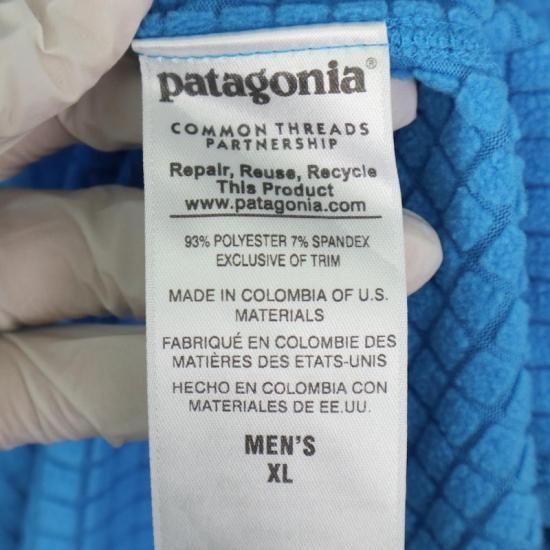 patagonia®
COMMON THREADS
PARTNERSHIP
Repair, Reuse, Recycle
This Product
www.patagonia.com
93% POLYESTER 7% SPANDEX
EXCLUSIVE OF TRIM
MADE IN COLOMBIA OF U.S.
MATERIALS
FABRIQUÉ EN COLOMBIE DES
MATIÈRES DES ETATS-UNIS
HECHO EN COLOMBIA CON
MATERIALES DE EE.UU.
MEN'S
XL